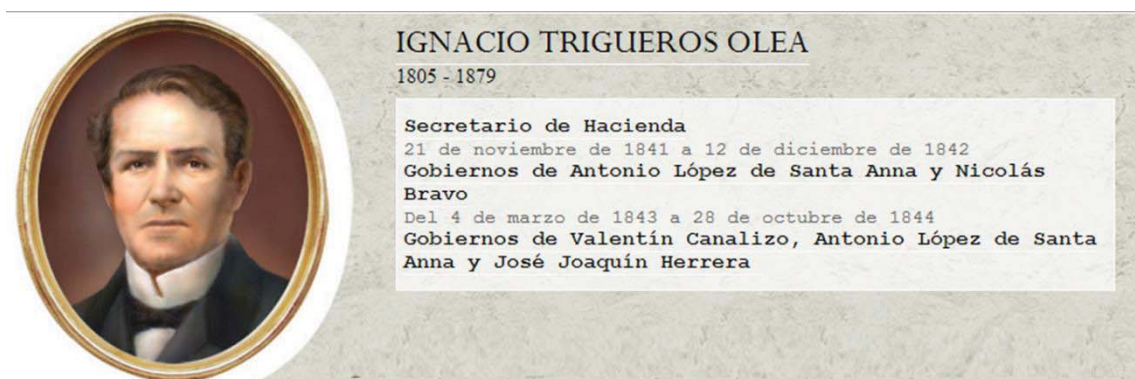 IGNACIO TRIGUEROS OLEA
1805 - 1879
Secretario de Hacienda
21 de noviembre de 1841 a 12 de diciembre de 1842
Gobiernos de Antonio López de Santa Anna y Nicolás
Bravo
Del 4 de marzo de 1843 a 28 de octubre de 1844
Gobiernos de Valentín Canalizo, Antonio López de Santa
Anna y José Joaquín Herrera